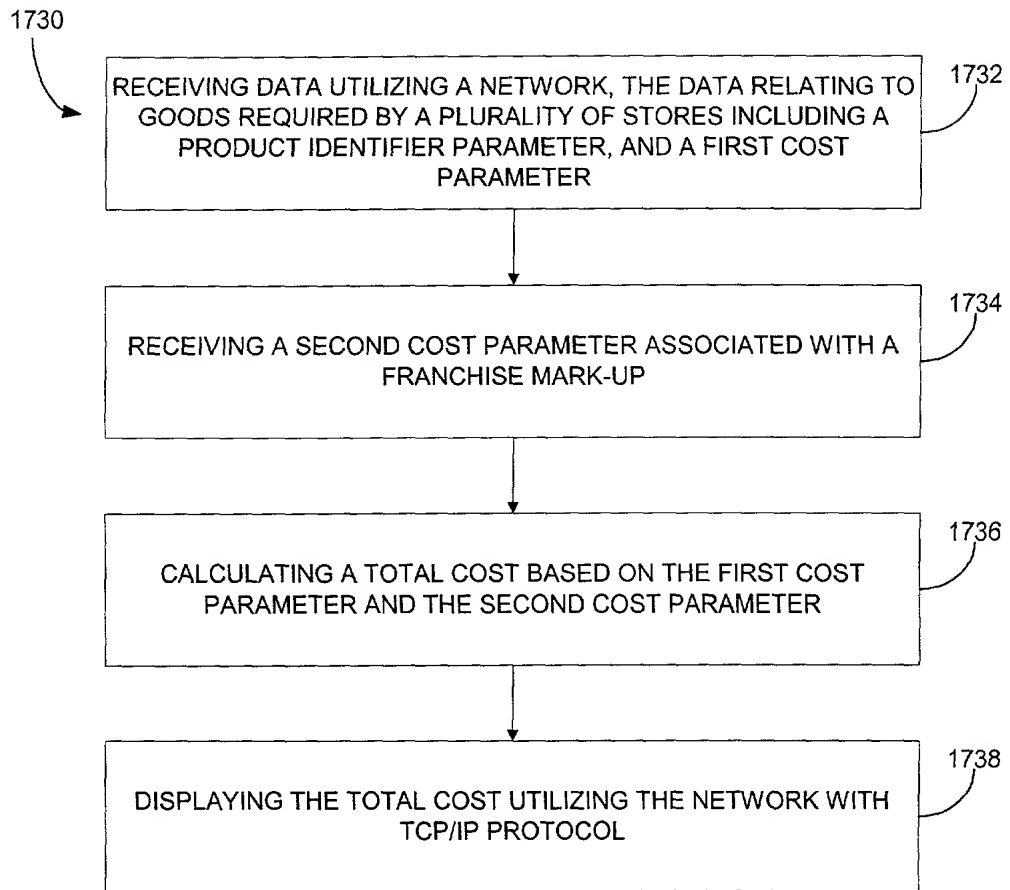 1730
RECEIVING DATA UTILIZING A NETWORK, THE DATA RELATING TO
GOODS REQUIRED BY A PLURALITY OF STORES INCLUDING A
PRODUCT IDENTIFIER PARAMETER, AND A FIRST COST
PARAMETER
1732
RECEIVING A SECOND COST PARAMETER ASSOCIATED WITH A
FRANCHISE MARK-UP
1734
CALCULATING A TOTAL COST BASED ON THE FIRST COST
PARAMETER AND THE SECOND COST PARAMETER
1736
DISPLAYING THE TOTAL COST UTILIZING THE NETWORK WITH
TCP/IP PROTOCOL
1738